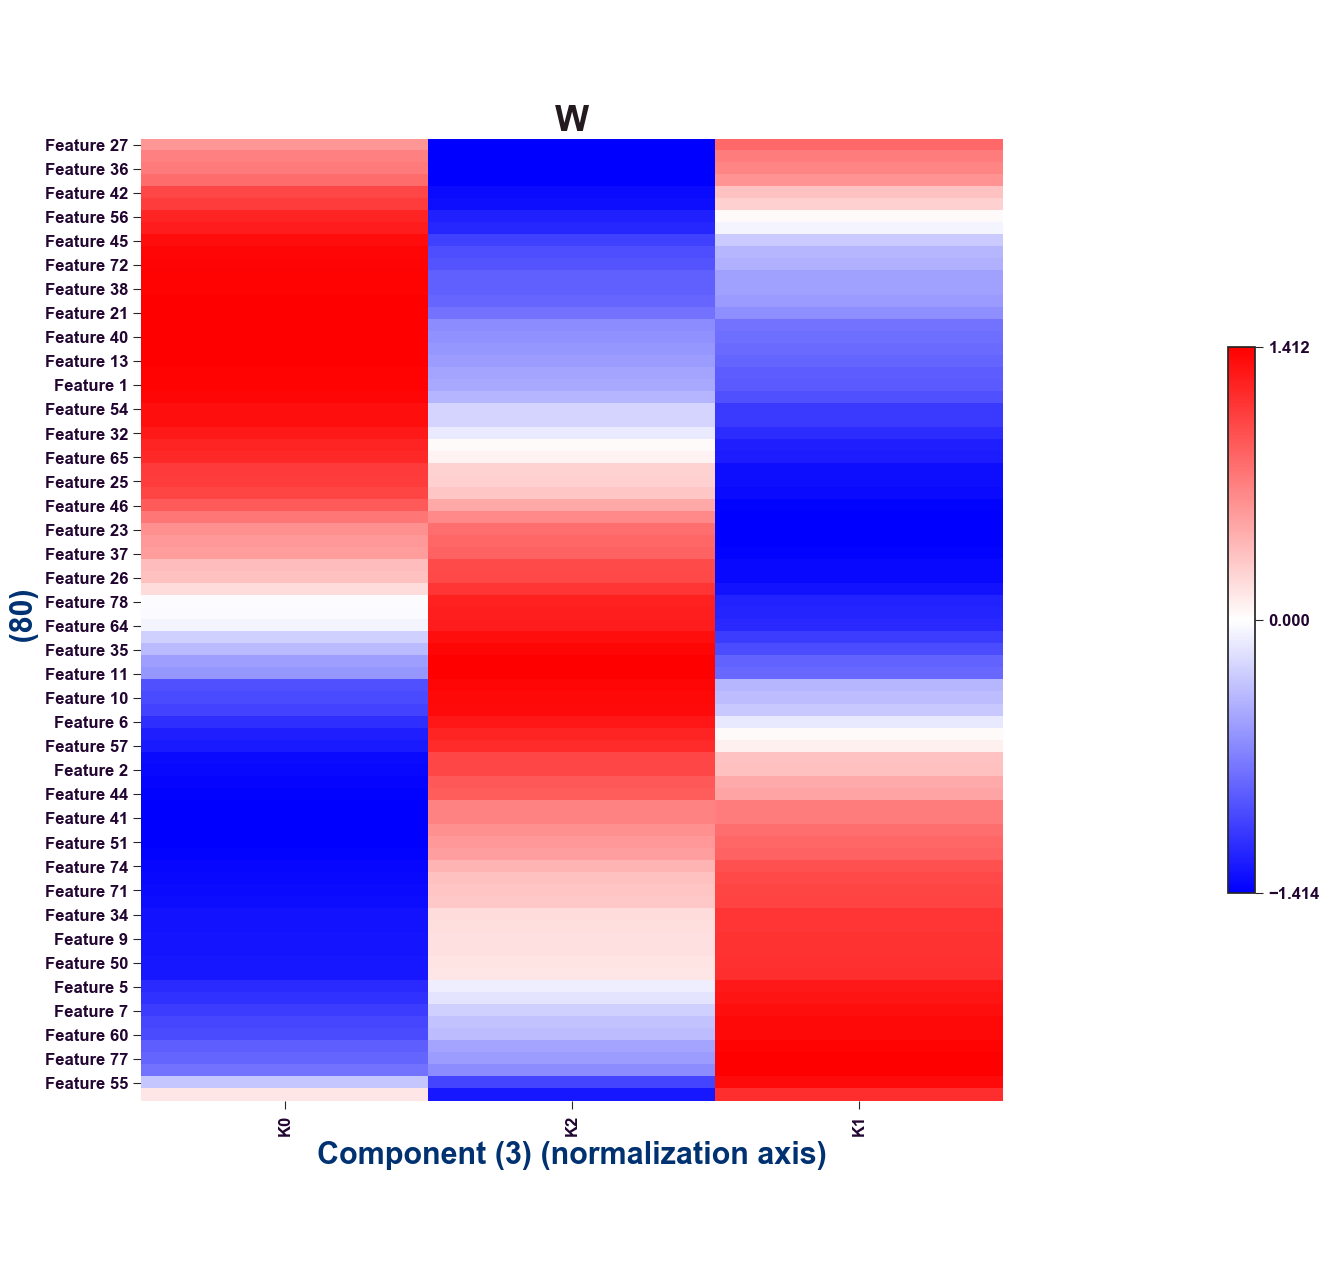 W
Feature 27
Feature 36
Feature 42
Feature 56
Feature 45
Feature 72
Feature 38
Feature 21
Feature 40
Feature 13
Feature 1
Feature 54
Feature 32
Feature 65
Feature 25
Feature 46
Feature 23
Feature 37
Feature 26
Feature 78
Feature 64
Feature 35
Feature 11
Feature 10
Feature 6
Feature 57
Feature 2
Feature 44
Feature 41
Feature 51
Feature 74
Feature 71
Feature 34
Feature 9
Feature 50
Feature 5
Feature 7
Feature 60
Feature 77
Feature 55
(80)
K0
K2
K1
Component (3) (normalization axis)
1.412
0.000
−1.414